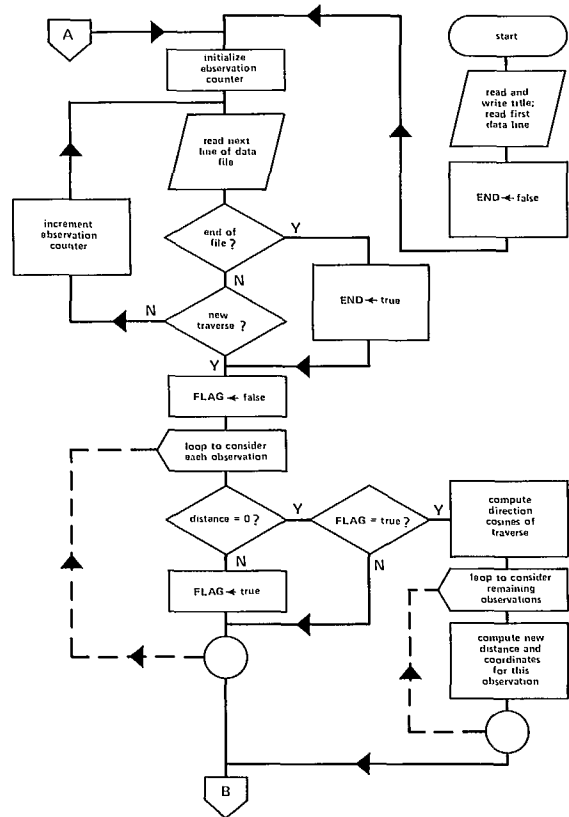 A
start
initialize
observation
counter
read and
write title;
read first
data line
read next
line of data
file
END ← false
increment
observation
counter
end of
file?
Y
N
END ← true
new
traverse?
N
Y
FLAG ← false
loop to consider
each observation
distance = 0?
Y
FLAG = true?
Y
compute
direction
cosines of
traverse
N
N
FLAG ← true
loop to consider
remaining
observations
compute new
distance and
coordinates
for this
observation
B